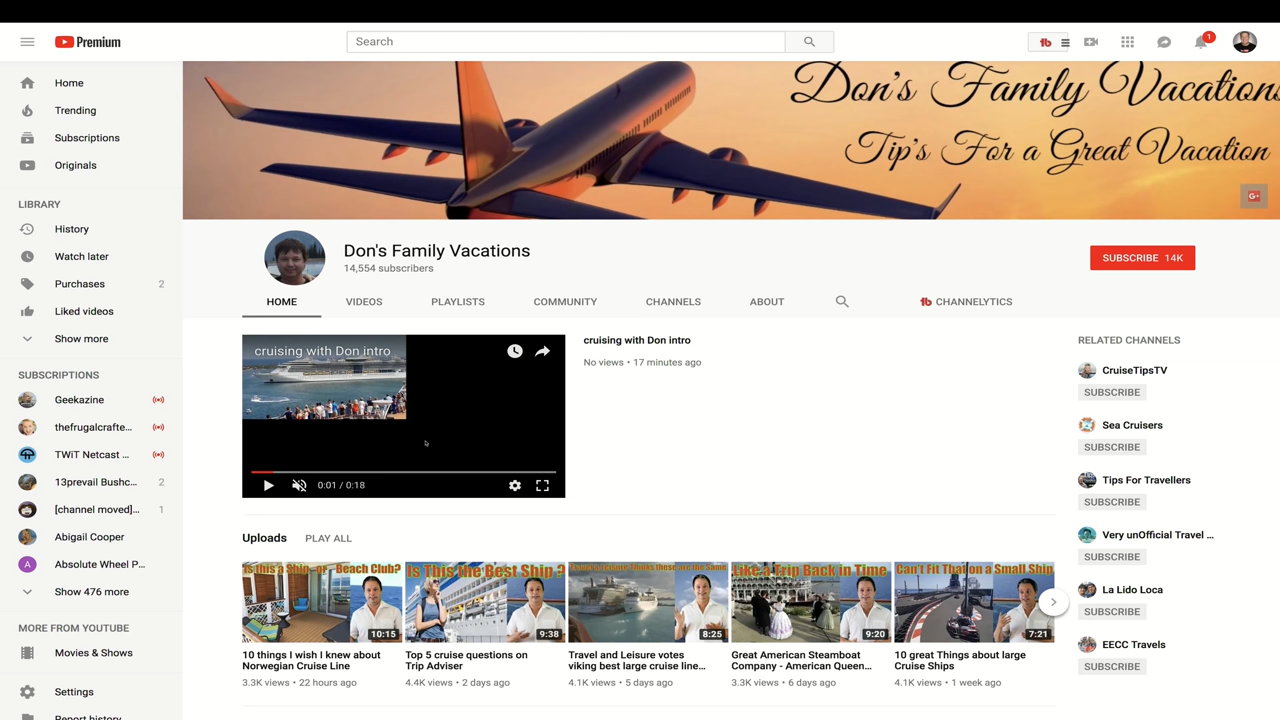 Premium
Search
1
Home
Trending
Subscriptions
Originals
LIBRARY
History
Watch later
Purchases 2
Liked videos
Show more
SUBSCRIPTIONS
Geekazine
thefrugalcrafte...
TWiT Netcast ...
13prevail Bushc... 2
[channel moved]... 1
Abigail Cooper
A Absolute Wheel P...
Show 476 more
MORE FROM YOUTUBE
Movies & Shows
Settings
Report history
Don's Family Vacations
Tip's For a Great Vacation
G+
Don's Family Vacations
14,554 subscribers
SUBSCRIBE 14K
HOME VIDEOS PLAYLISTS COMMUNITY CHANNELS ABOUT tb CHANNELYTICS
cruising with Don intro
0:01 / 0:18
cruising with Don intro
No views • 17 minutes ago
Uploads PLAY ALL
Is this a Ship or Beach Club?
10:15
10 things I wish I knew about
Norwegian Cruise Line
3.3K views • 22 hours ago
Is This the Best Ship ?
9:38
Top 5 cruise questions on
Trip Adviser
4.4K views • 2 days ago
8:25
Travel and Leisure votes
viking best large cruise line...
4.1K views • 5 days ago
Like a Trip Back in Time
9:20
Great American Steamboat
Company - American Queen...
3.3K views • 6 days ago
Can't Fit That on a Small Ship
7:21
10 great Things about large
Cruise Ships
4.1K views • 1 week ago
RELATED CHANNELS
CruiseTipsTV
SUBSCRIBE
Sea Cruisers
SUBSCRIBE
Tips For Travellers
SUBSCRIBE
Very unOfficial Travel ...
SUBSCRIBE
La Lido Loca
SUBSCRIBE
EECC Travels
SUBSCRIBE